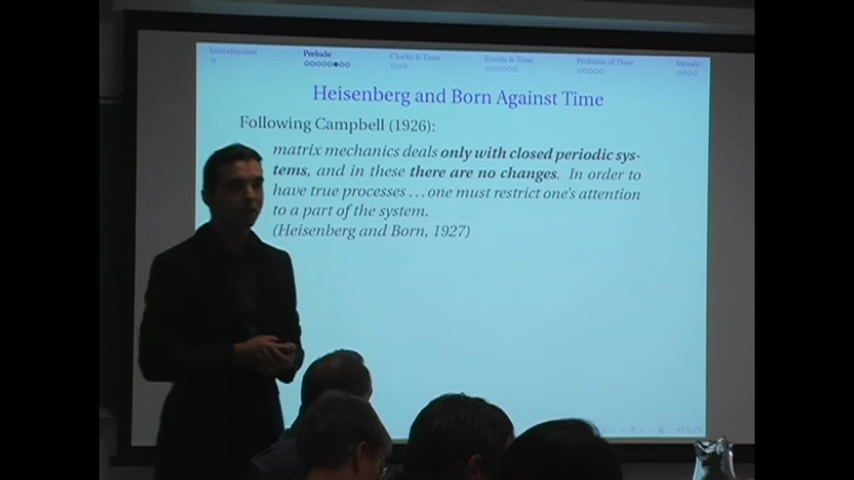 Introduction Prelude Clocks & Time Events & Time Problem of Time Morals
Heisenberg and Born Against Time
Following Campbell (1926):
matrix mechanics deals only with closed periodic sys-
tems, and in these there are no changes. In order to
have true processes ... one must restrict one's attention
to a part of the system.
(Heisenberg and Born, 1927)